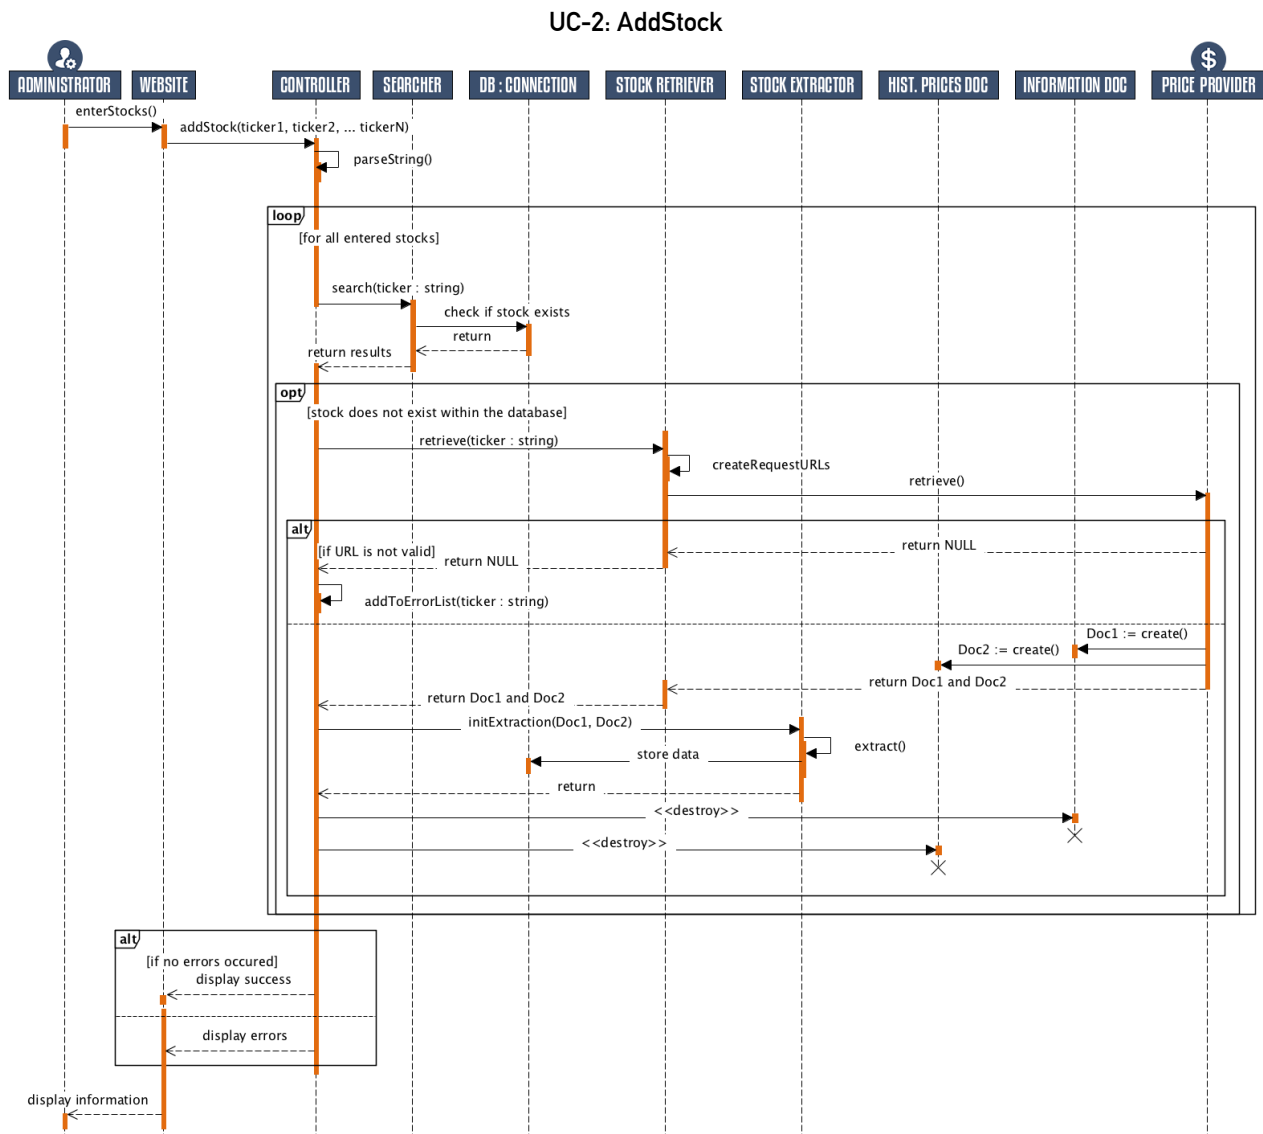 UC-2: AddStock
$
ADMINISTRATOR
WEBSITE
CONTROLLER
SEARCHER
DB : CONNECTION
STOCK RETRIEVER
STOCK EXTRACTOR
HIST. PRICES DOC
INFORMATION DOC
PRICE PROVIDER
enterStocks()
addStock(ticker1, ticker2, ... tickerN)
parseString()
loop
[for all entered stocks]
search(ticker : string)
check if stock exists
return
return results
opt
[stock does not exist within the database]
retrieve(ticker : string)
createRequestURLs
retrieve()
alt
[if URL is not valid]
return NULL
return NULL
addToErrorList(ticker : string)
Doc1 := create()
Doc2 := create()
return Doc1 and Doc2
return Doc1 and Doc2
initExtraction(Doc1, Doc2)
extract()
store data
return
<<destroy>>
<<destroy>>
alt
[if no errors occured]
display success
display errors
display information